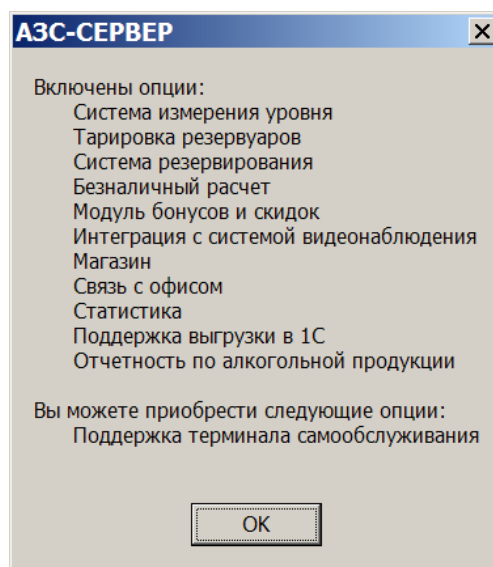 АЗС-СЕРВЕР
Включены опции:
Система измерения уровня
Тарировка резервуаров
Система резервирования
Безналичный расчет
Модуль бонусов и скидок
Интеграция с системой видеонаблюдения
Магазин
Связь с офисом
Статистика
Поддержка выгрузки в 1С
Отчетность по алкогольной продукции
Вы можете приобрести следующие опции:
Поддержка терминала самообслуживания
OK